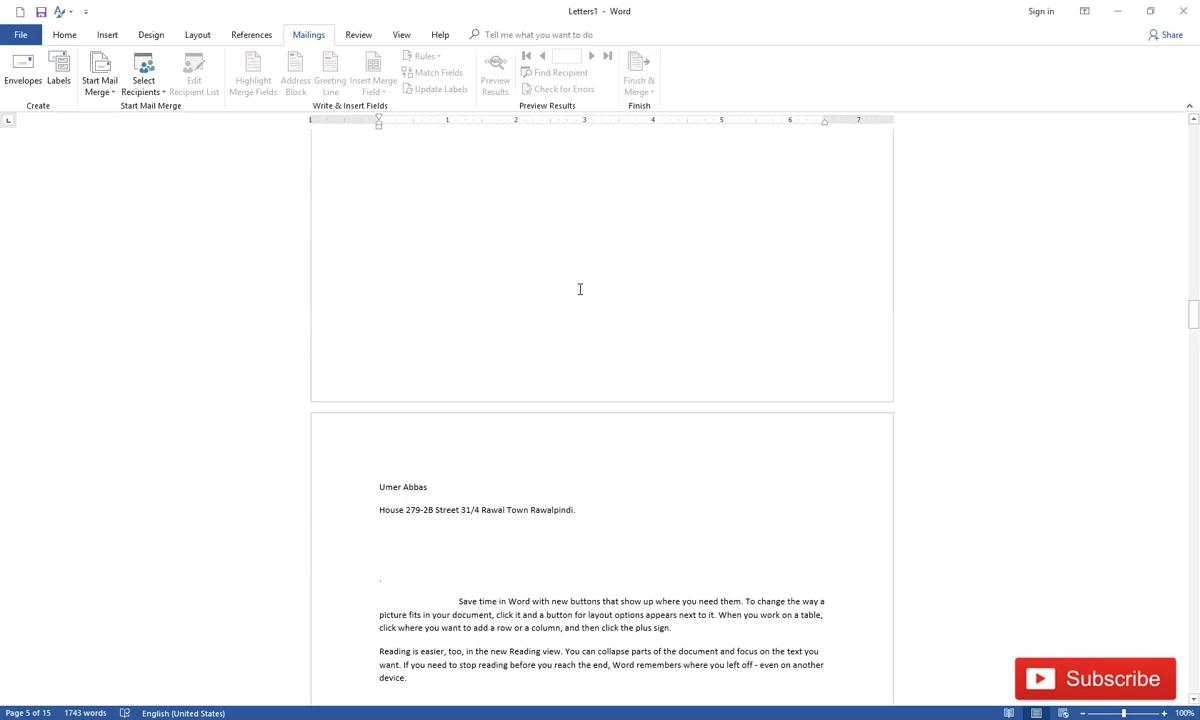 Letters1 - Word
Sign in
File Home Insert Design Layout References Mailings Review View Help Tell me what you want to do Share
Envelopes Labels Start Mail Merge Select Recipients Edit Recipient List Highlight Merge Fields Address Block Greeting Line Insert Merge Field Rules Match Fields Update Labels Preview Results Find Recipient Check for Errors Finish & Merge
Create Start Mail Merge Write & Insert Fields Preview Results Finish
1 1 2 3 4 5 6 7
Umer Abbas
House 279-2B Street 31/4 Rawal Town Rawalpindi.
.
Save time in Word with new buttons that show up where you need them. To change the way a
picture fits in your document, click it and a button for layout options appears next to it. When you work on a table,
click where you want to add a row or a column, and then click the plus sign.
Reading is easier, too, in the new Reading view. You can collapse parts of the document and focus on the text you
want. If you need to stop reading before you reach the end, Word remembers where you left off - even on another
device.
Subscribe
Page 5 of 15 1743 words English (United States) 100%